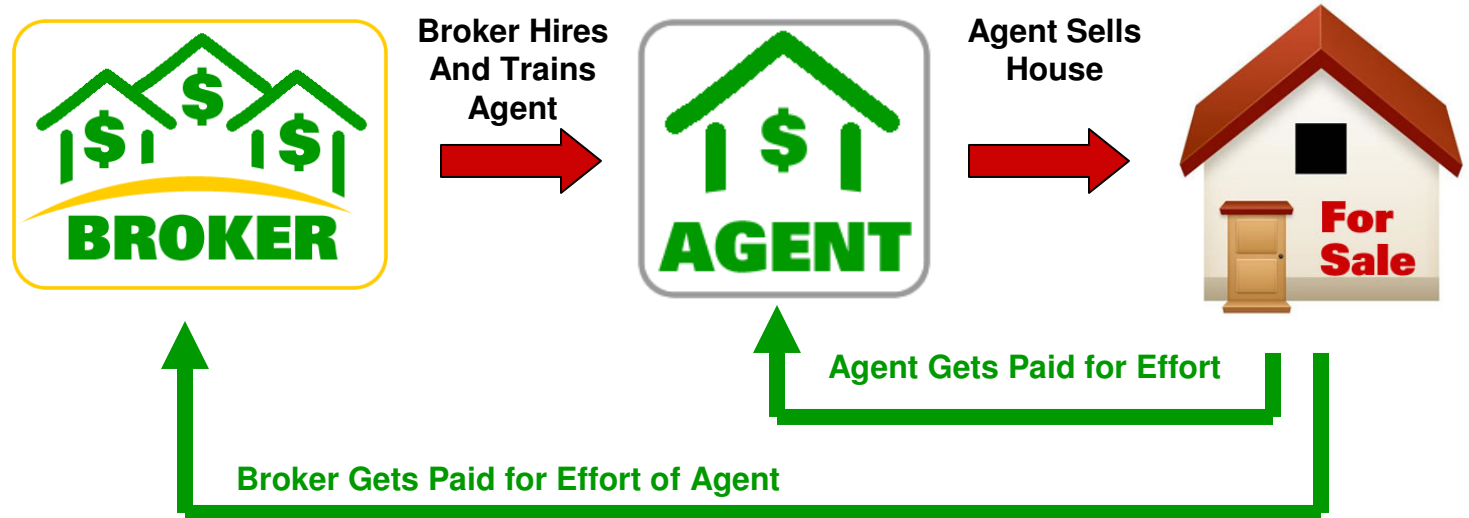 Broker Hires
And Trains
Agent
Agent Sells
House
$
$
$
BROKER
$
AGENT
For
Sale
Agent Gets Paid for Effort
Broker Gets Paid for Effort of Agent